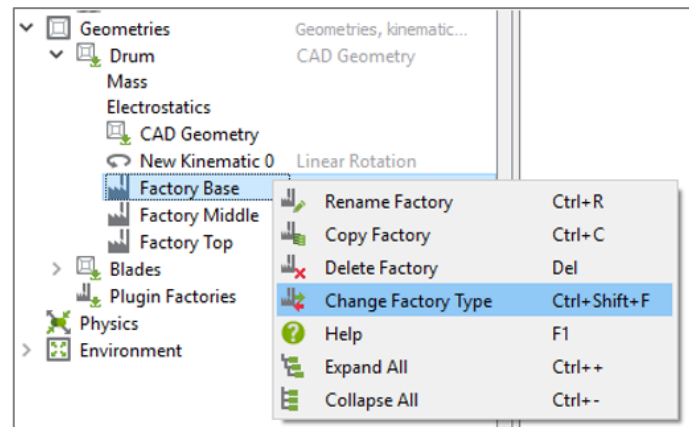 Geometries Geometries, kinematic...
Drum CAD Geometry
Mass
Electrostatics
CAD Geometry
New Kinematic 0 Linear Rotation
Factory Base
Factory Middle
Factory Top
Blades
Plugin Factories
Physics
Environment
Rename Factory Ctrl+R
Copy Factory Ctrl+C
Delete Factory Del
Change Factory Type Ctrl+Shift+F
Help F1
Expand All Ctrl++
Collapse All Ctrl+-